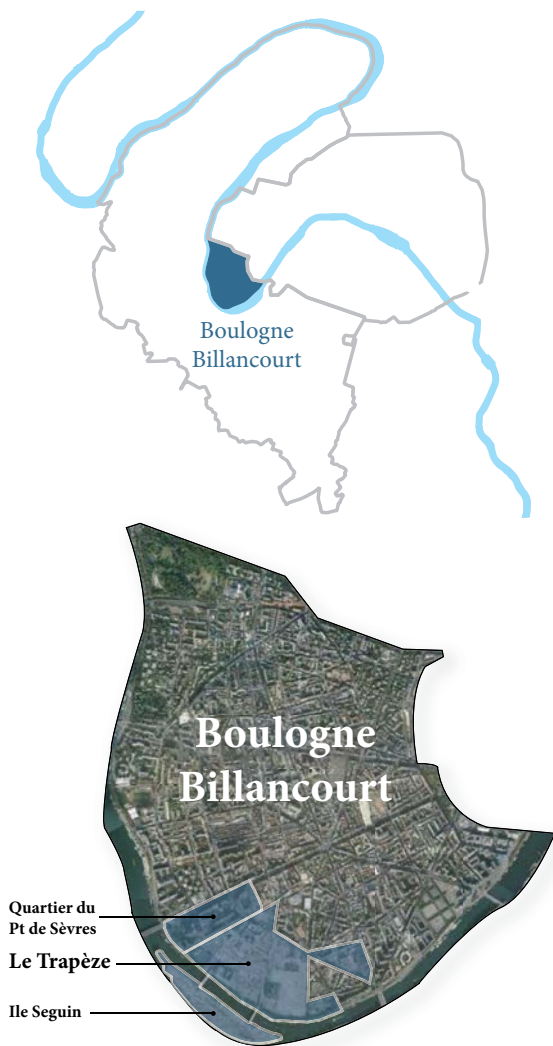 Boulogne
Billancourt
Boulogne
Billancourt
Quartier du
Pt de Sèvres
Le Trapèze
Ile Seguin